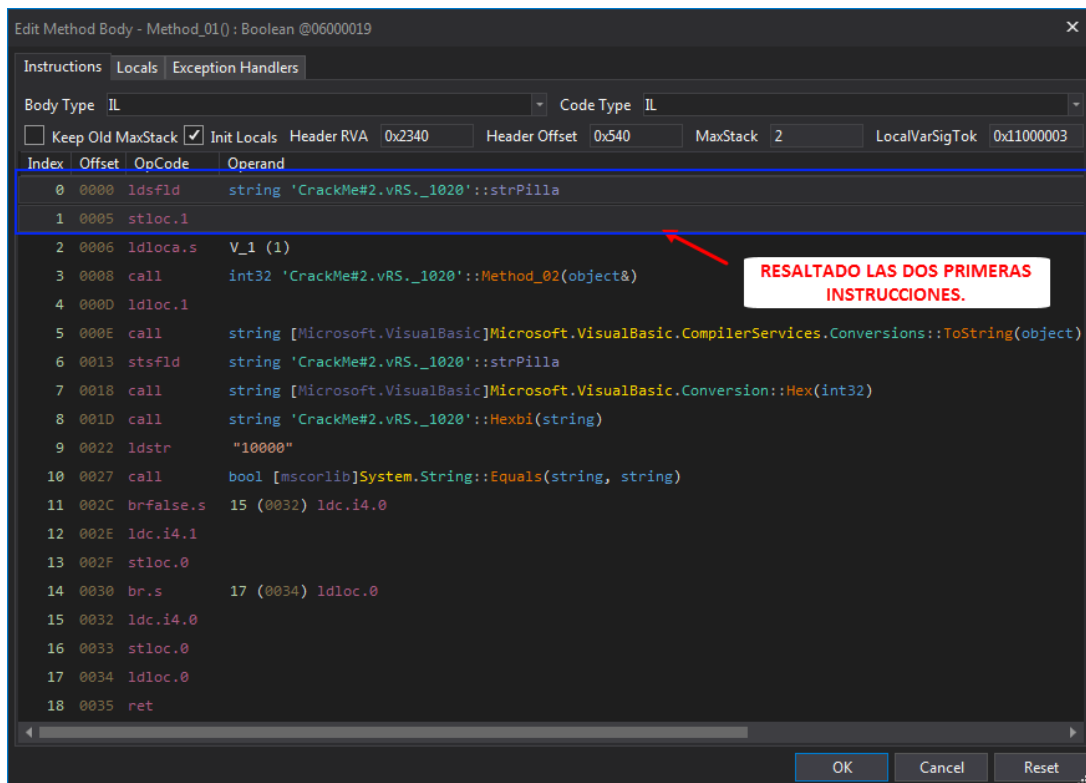 Edit Method Body - Method_01() : Boolean @06000019
Instructions Locals Exception Handlers
Body Type IL Code Type IL
Keep Old MaxStack Init Locals Header RVA 0x2340 Header Offset 0x540 MaxStack 2 LocalVarSigTok 0x11000003
Index Offset OpCode Operand
0 0000 ldsfld string 'CrackMe#2.vRS._1020'::strPilla
1 0005 stloc.1
2 0006 ldloca.s V_1 (1)
3 0008 call int32 'CrackMe#2.vRS._1020'::Method_02(object&)
RESALTADO LAS DOS PRIMERAS
INSTRUCCIONES.
4 000D ldloc.1
5 000E call string [Microsoft.VisualBasic]Microsoft.VisualBasic.CompilerServices.Conversions::ToString(object)
6 0013 stsfld string 'CrackMe#2.vRS._1020'::strPilla
7 0018 call string [Microsoft.VisualBasic]Microsoft.VisualBasic.Conversion::Hex(int32)
8 001D call string 'CrackMe#2.vRS._1020'::Hexbi(string)
9 0022 ldstr "10000"
10 0027 call bool [mscorlib]System.String::Equals(string, string)
11 002C brfalse.s 15 (0032) ldc.i4.0
12 002E ldc.i4.1
13 002F stloc.0
14 0030 br.s 17 (0034) ldloc.0
15 0032 ldc.i4.0
16 0033 stloc.0
17 0034 ldloc.0
18 0035 ret
OK Cancel Reset